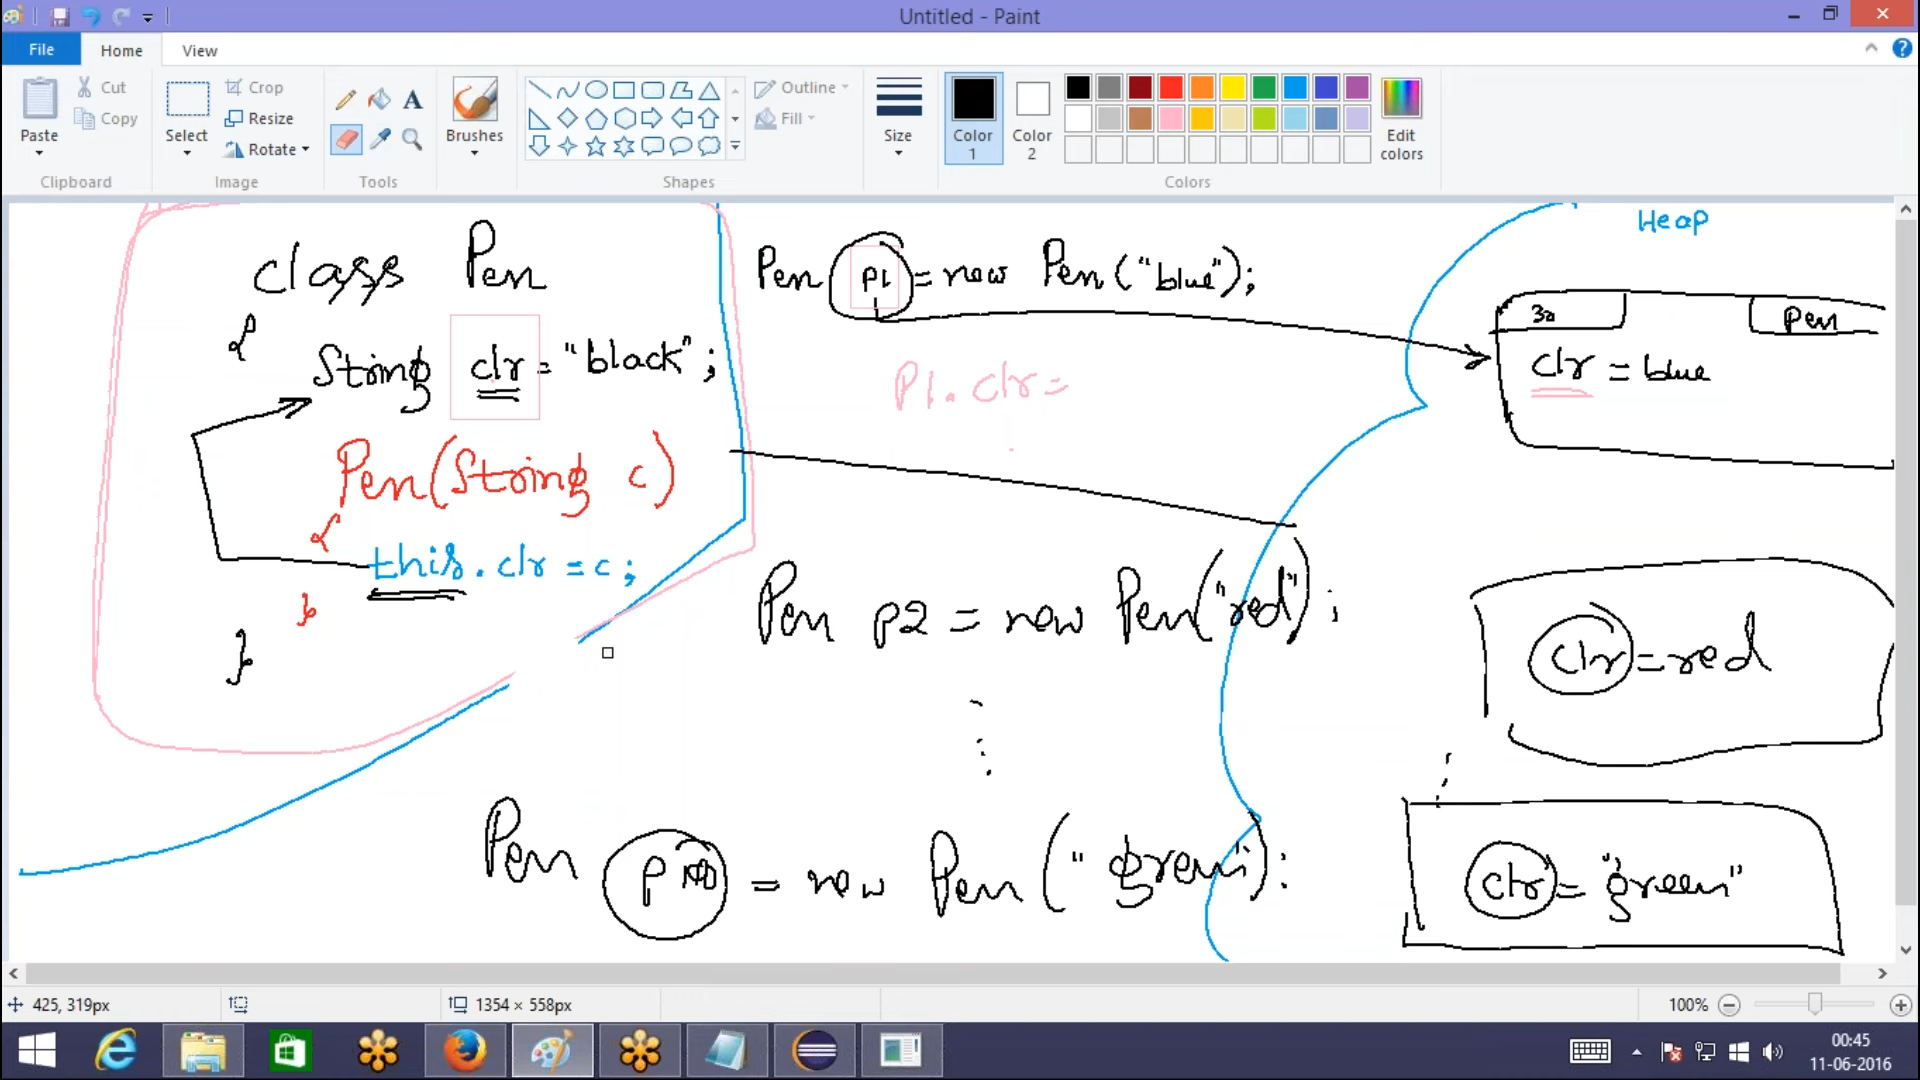 Untitled - Paint
File Home View
Paste Cut Copy Clipboard
Select Crop Resize Rotate Image
Tools
Brushes
Shapes
Outline Fill
Size
Color 1 Color 2
Edit colors
Colors
class Pen
{
String clr = "black";
Pen(String c)
{
this.clr = c;
}
}
Pen p1 = new Pen("blue");
P1.clr=
Pen p2 = new Pen("red");
Pen p100 = new Pen("green");
Heap
Pen
clr = blue
clr=red
clr= "green"
425, 319px
1354 × 558px
100%
00:45
11-06-2016